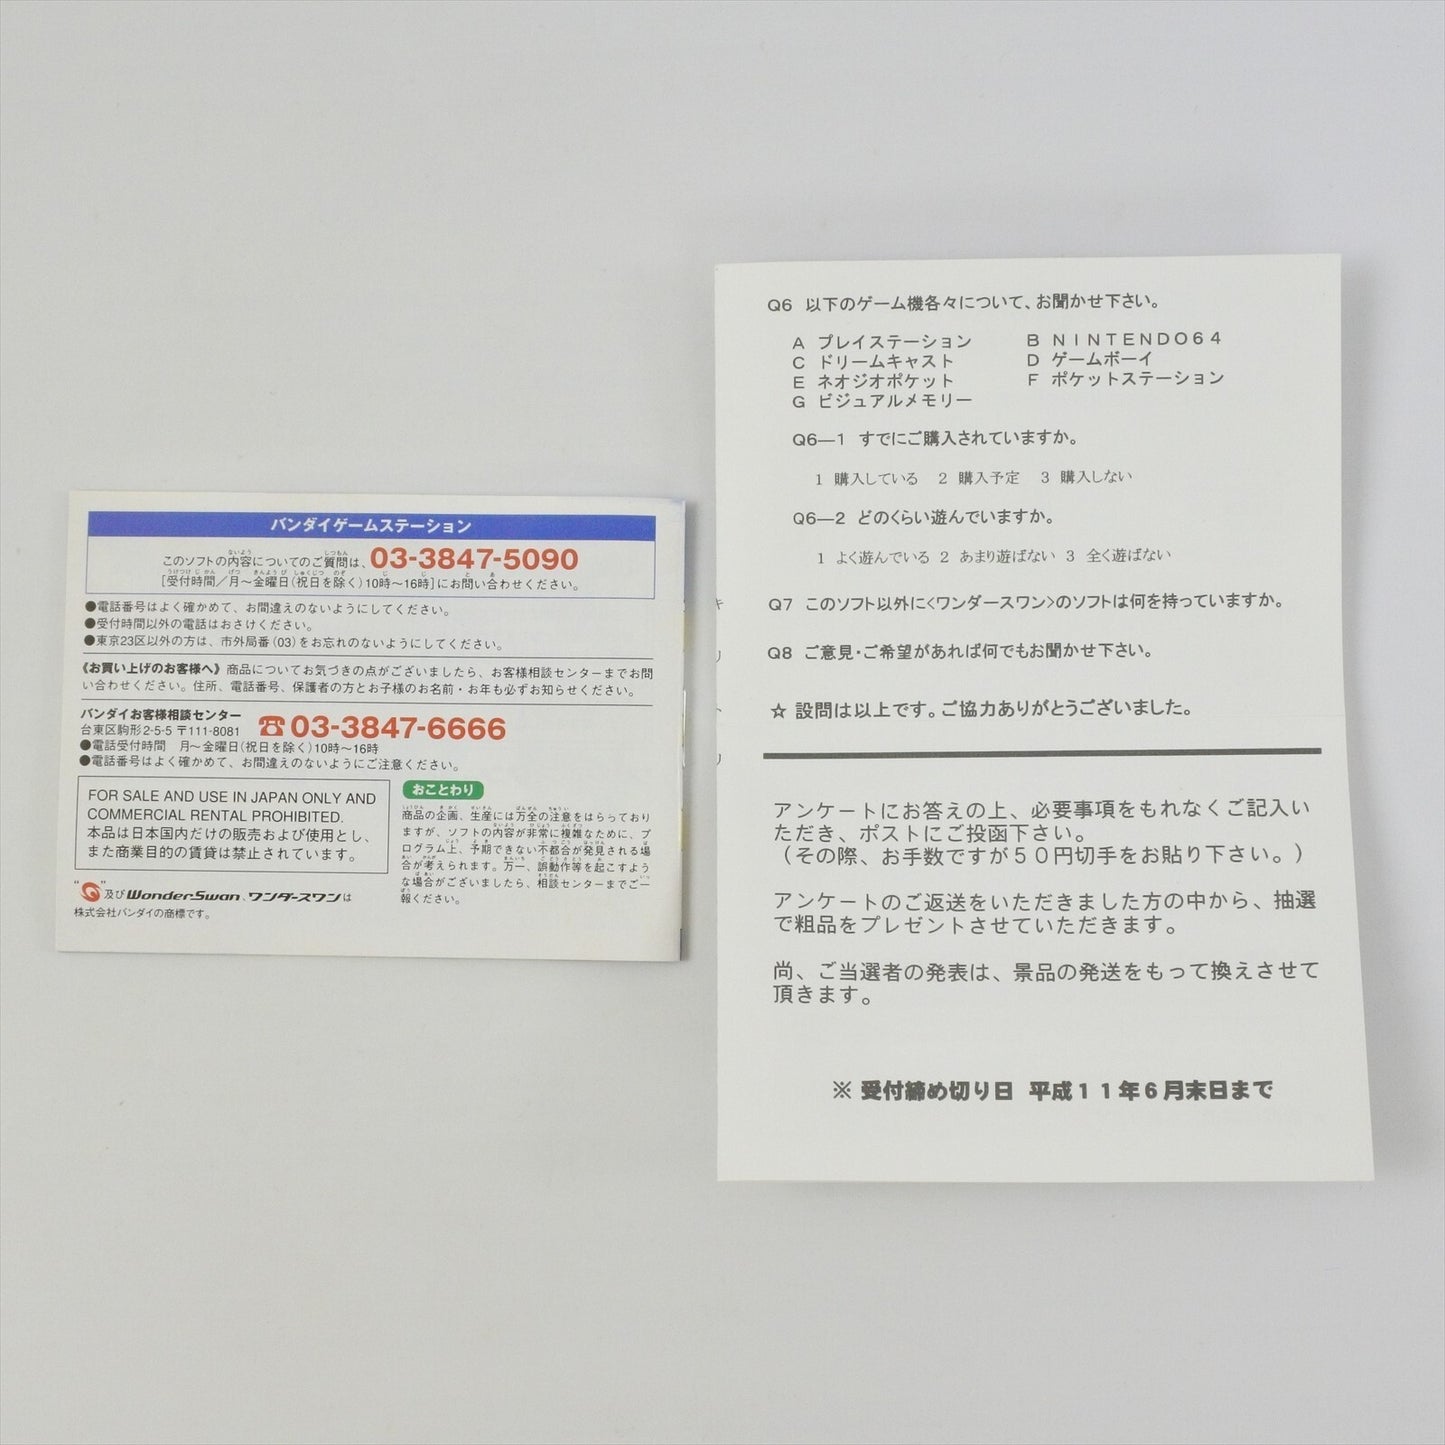 バンダイゲームステーション
このソフトの内容についてのご質問は、03-3847-5090
[受付時間／月～金曜日(祝日を除く)10時～16時]にお問い合わせください。
●電話番号はよく確かめて、お間違えのないようにしてください。
●受付時間以外の電話はおさけください。
●東京23区以外の方は、市外局番(03)をお忘れのないようにしてください。
《お買い上げのお客様へ》商品についてお気づきの点がございましたら、お客様相談センターまでお問
い合わせください。住所、電話番号、保護者の方とお子様のお名前・お年も必ずお知らせください。
バンダイお客様相談センター
台東区駒形2-5-5 〒111-8081
☎03-3847-6666
●電話受付時間　月～金曜日(祝日を除く)10時～16時
●電話番号はよく確かめて、お間違えのないようにご注意ください。
FOR SALE AND USE IN JAPAN ONLY AND
COMMERCIAL RENTAL PROHIBITED.
本品は日本国内だけの販売および使用とし、
また商業目的の賃貸は禁止されています。
及びWonderSwan、ワンダースワンは
株式会社バンダイの商標です。
おことわり
商品の企画、生産には万全の注意をはらっており
ますが、ソフトの内容が非常に複雑なために、プ
ログラム上、予期できない不都合が発見される場
合が考えられます。万一、誤動作等を起こすよう
な場合がございましたら、相談センターまでご一
報ください。
Q6 以下のゲーム機各々について、お聞かせ下さい。
A プレイステーション B NINTENDO64
C ドリームキャスト D ゲームボーイ
E ネオジオポケット F ポケットステーション
G ビジュアルメモリー
Q6―1 すでにご購入されていますか。
1 購入している 2 購入予定 3 購入しない
Q6―2 どのくらい遊んでいますか。
1 よく遊んでいる 2 あまり遊ばない 3 全く遊ばない
Q7 このソフト以外に<ワンダースワン>のソフトは何を持っていますか。
Q8 ご意見・ご希望があれば何でもお聞かせ下さい。
☆ 設問は以上です。ご協力ありがとうございました。
アンケートにお答えの上、必要事項をもれなくご記入い
ただき、ポストにご投函下さい。
（その際、お手数ですが５０円切手をお貼り下さい。）
アンケートのご返送をいただきました方の中から、抽選
で粗品をプレゼントさせていただきます。
尚、ご当選者の発表は、景品の発送をもって換えさせて
頂きます。
※ 受付締め切り日 平成１１年６月末日まで